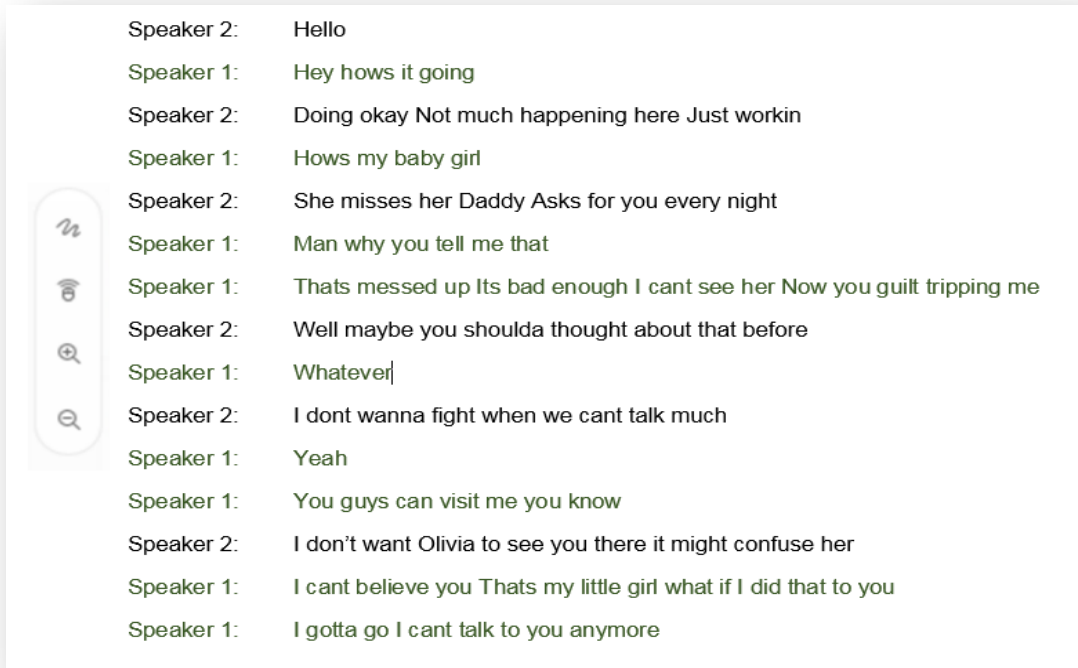 Speaker 2: Hello
Speaker 1: Hey hows it going
Speaker 2: Doing okay Not much happening here Just workin
Speaker 1: Hows my baby girl
Speaker 2: She misses her Daddy Asks for you every night
Speaker 1: Man why you tell me that
Speaker 1: Thats messed up Its bad enough I cant see her Now you guilt tripping me
Speaker 2: Well maybe you shoulda thought about that before
Speaker 1: Whatever
Speaker 2: I dont wanna fight when we cant talk much
Speaker 1: Yeah
Speaker 1: You guys can visit me you know
Speaker 2: I don’t want Olivia to see you there it might confuse her
Speaker 1: I cant believe you Thats my little girl what if I did that to you
Speaker 1: I gotta go I cant talk to you anymore